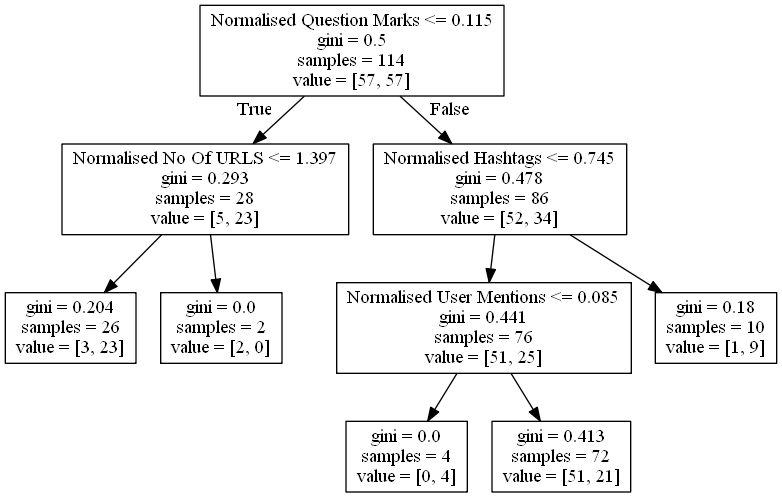 Normalised Question Marks <= 0.115
gini = 0.5
samples = 114
value = [57, 57]
True
False
Normalised No Of URLS <= 1.397
gini = 0.293
samples = 28
value = [5, 23]
Normalised Hashtags <= 0.745
gini = 0.478
samples = 86
value = [52, 34]
gini = 0.204
samples = 26
value = [3, 23]
gini = 0.0
samples = 2
value = [2, 0]
Normalised User Mentions <= 0.085
gini = 0.441
samples = 76
value = [51, 25]
gini = 0.18
samples = 10
value = [1, 9]
gini = 0.0
samples = 4
value = [0, 4]
gini = 0.413
samples = 72
value = [51, 21]